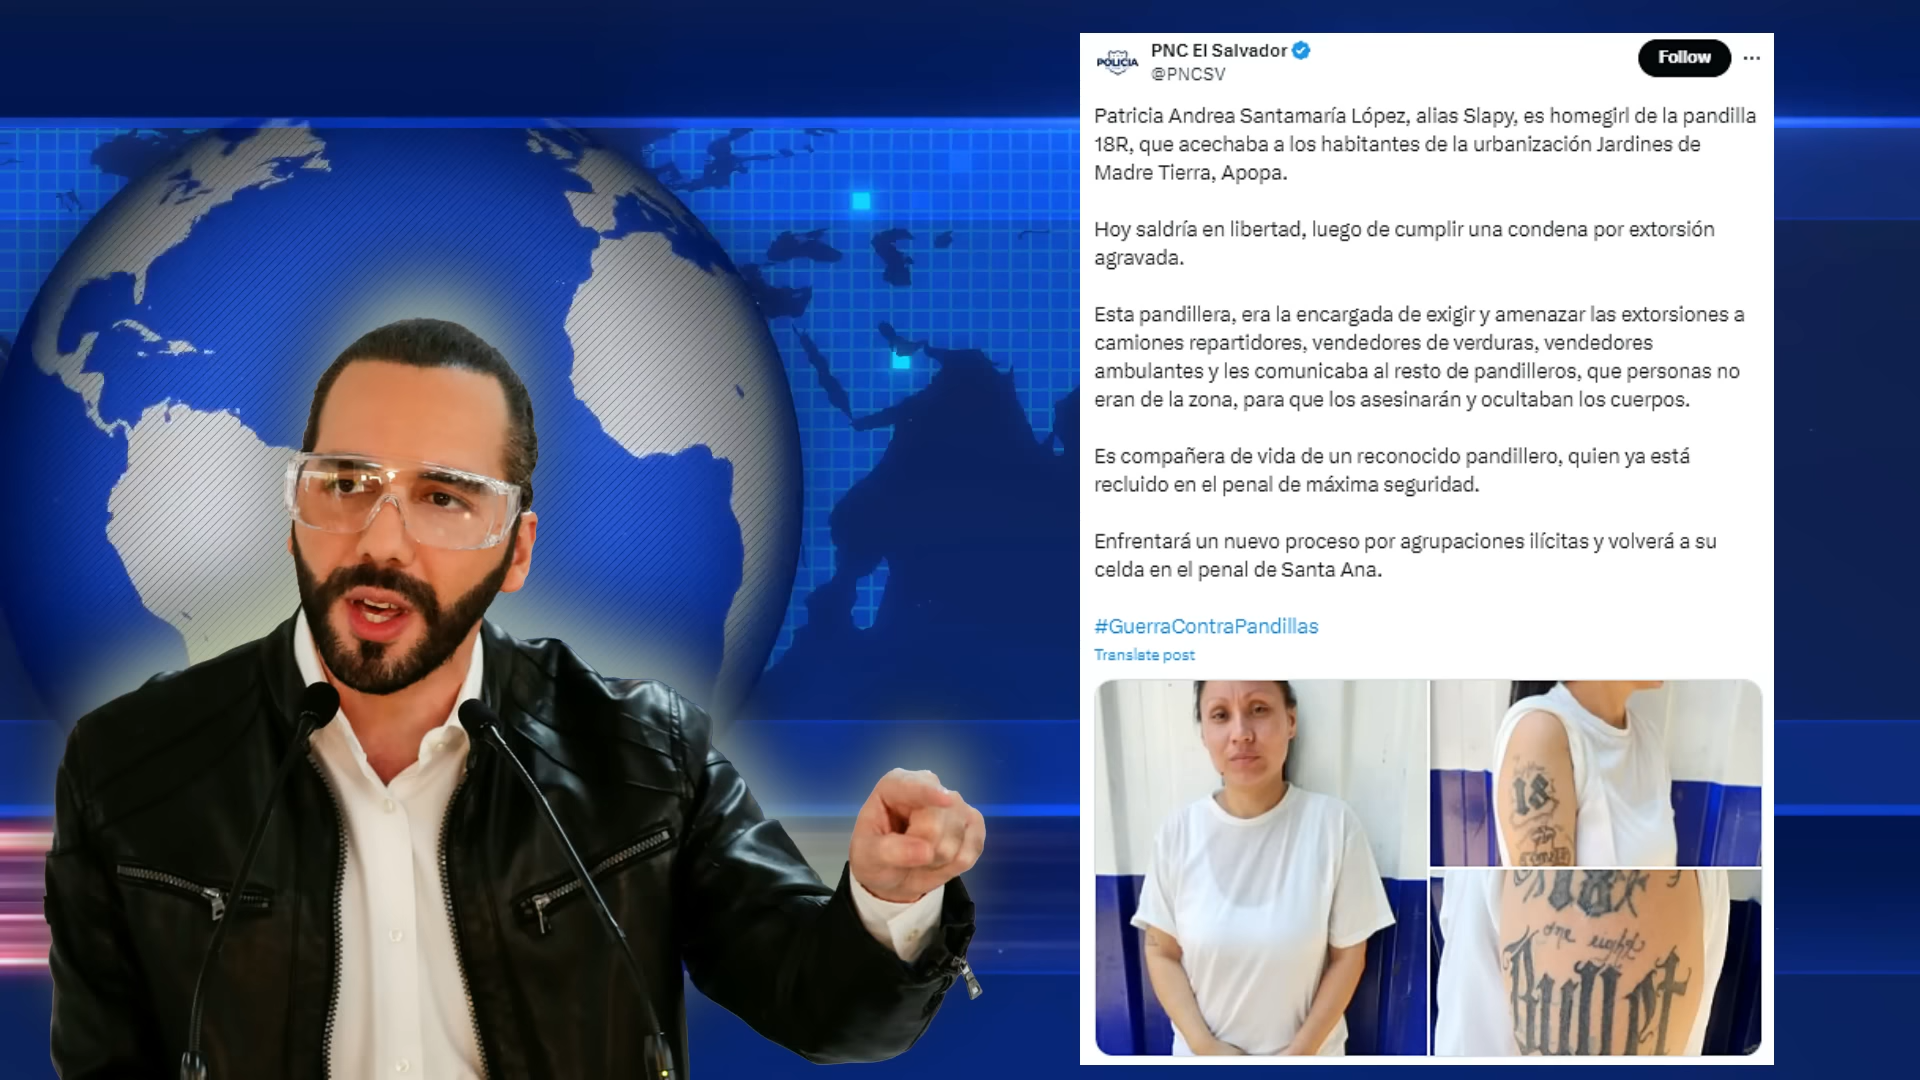 POLICIA
PNC El Salvador
@PNCSV
Follow
Patricia Andrea Santamaría López, alias Slapy, es homegirl de la pandilla
18R, que acechaba a los habitantes de la urbanización Jardines de
Madre Tierra, Apopa.
Hoy saldría en libertad, luego de cumplir una condena por extorsión
agravada.
Esta pandillera, era la encargada de exigir y amenazar las extorsiones a
camiones repartidores, vendedores de verduras, vendedores
ambulantes y les comunicaba al resto de pandilleros, que personas no
eran de la zona, para que los asesinarán y ocultaban los cuerpos.
Es compañera de vida de un reconocido pandillero, quien ya está
recluido en el penal de máxima seguridad.
Enfrentará un nuevo proceso por agrupaciones ilícitas y volverá a su
celda en el penal de Santa Ana.
#GuerraContraPandillas
Translate post
18
18
one eight
Bullet